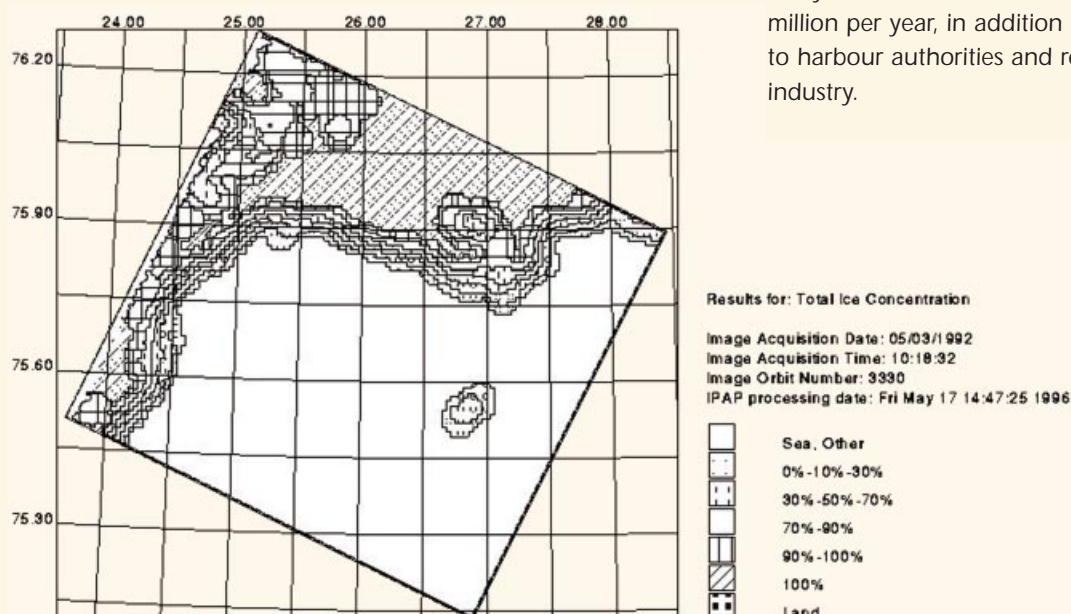 million per year, in addition
to harbour authorities and
industry.
24.00 25.00 26.00 27.00 28.00
76.20
75.90
75.60
75.30
Results for: Total Ice Concentration
Image Acquisition Date: 05/03/1992
Image Acquisition Time: 10:18:32
Image Orbit Number: 3330
IPAP processing date: Fri May 17 14:47:25 1996
Sea, Other
0%-10%-30%
30%-50%-70%
70%-90%
90%-100%
100%
Land